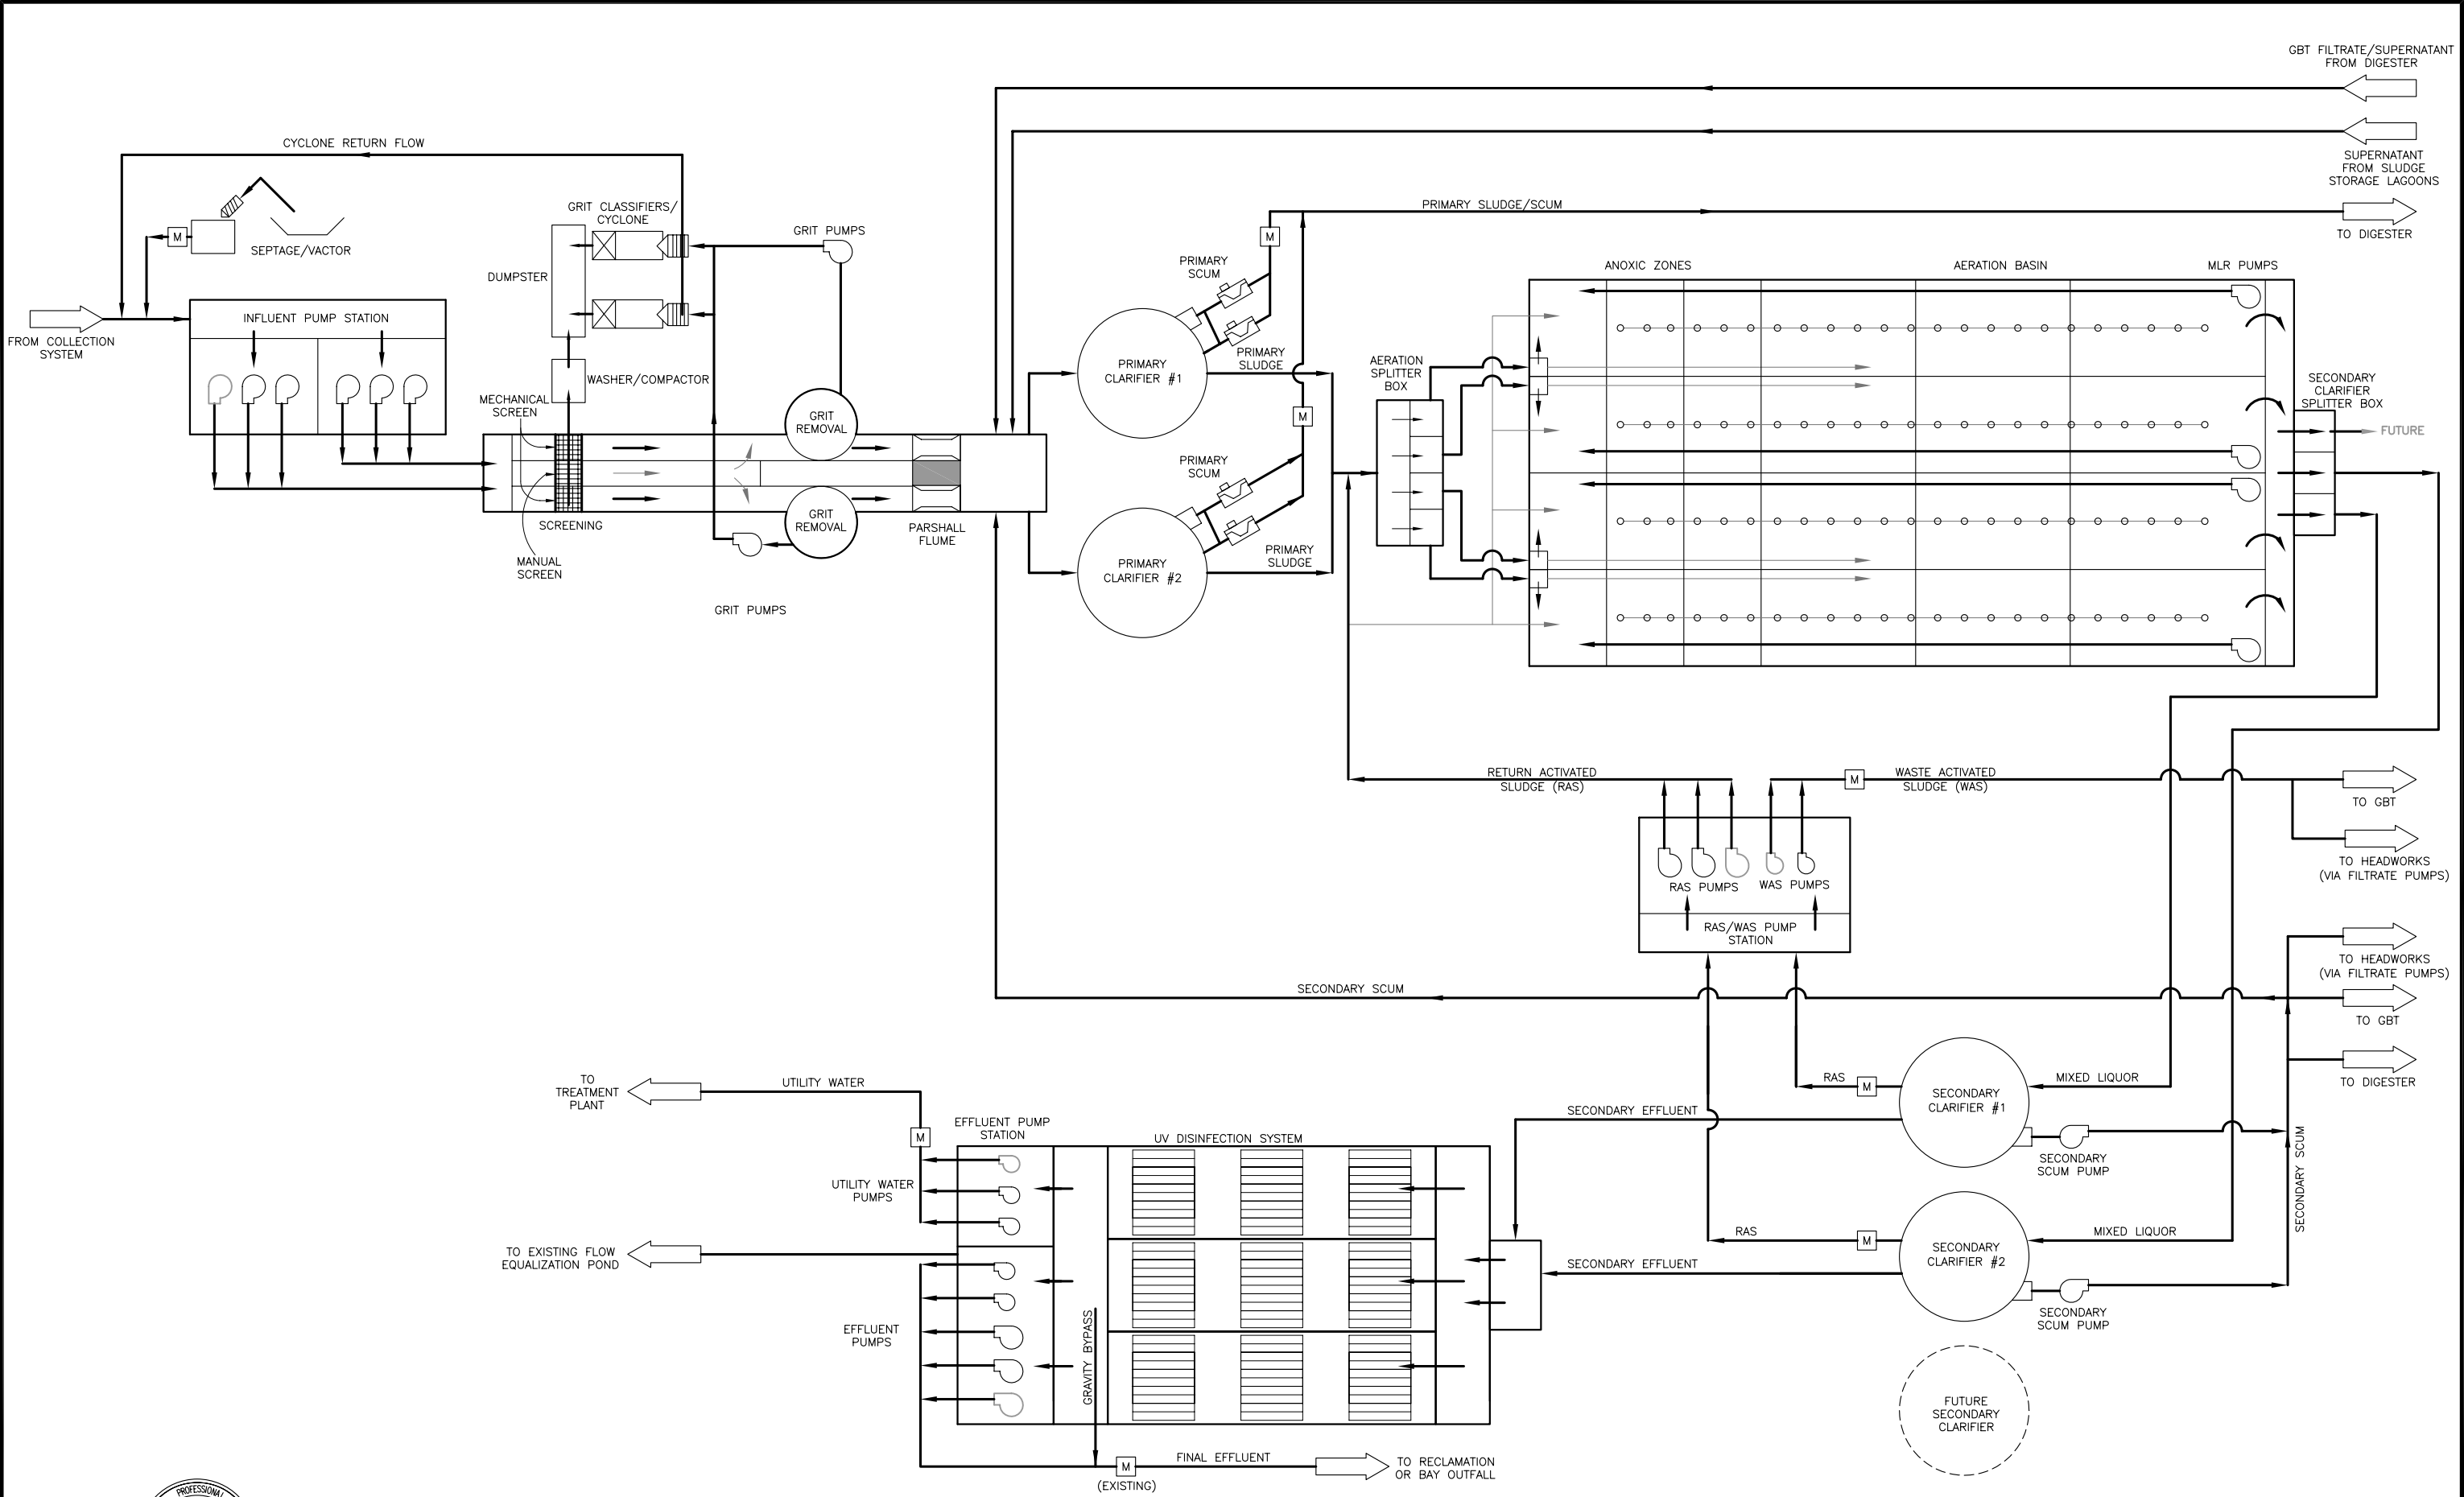 GBT FILTRATE/SUPERNATANT
FROM DIGESTER
SUPERNATANT
FROM SLUDGE
STORAGE LAGOONS
CYCLONE RETURN FLOW
SEPTAGE/VACTOR
M
GRIT CLASSIFIERS/
CYCLONE
GRIT PUMPS
DUMPSTER
PRIMARY SLUDGE/SCUM
TO DIGESTER
M
PRIMARY
SCUM
ANOXIC ZONES
AERATION BASIN
MLR PUMPS
FROM COLLECTION
SYSTEM
INFLUENT PUMP STATION
WASHER/COMPACTOR
MECHANICAL
SCREEN
GRIT
REMOVAL
PRIMARY
CLARIFIER #1
PRIMARY
SLUDGE
AERATION
SPLITTER
BOX
SECONDARY
CLARIFIER
SPLITTER BOX
FUTURE
M
PRIMARY
SCUM
SCREENING
MANUAL
SCREEN
GRIT
REMOVAL
PARSHALL
FLUME
PRIMARY
CLARIFIER #2
PRIMARY
SLUDGE
GRIT PUMPS
RETURN ACTIVATED
SLUDGE (RAS)
M
WASTE ACTIVATED
SLUDGE (WAS)
TO GBT
TO HEADWORKS
(VIA FILTRATE PUMPS)
RAS PUMPS
WAS PUMPS
RAS/WAS PUMP
STATION
TO HEADWORKS
(VIA FILTRATE PUMPS)
SECONDARY SCUM
TO GBT
TO DIGESTER
TO
TREATMENT
PLANT
UTILITY WATER
M
EFFLUENT PUMP
STATION
UV DISINFECTION SYSTEM
RAS
M
SECONDARY
CLARIFIER #1
MIXED LIQUOR
SECONDARY EFFLUENT
SECONDARY
SCUM PUMP
SECONDARY SCUM
UTILITY WATER
PUMPS
TO EXISTING FLOW
EQUALIZATION POND
RAS
M
SECONDARY
CLARIFIER #2
MIXED LIQUOR
SECONDARY EFFLUENT
SECONDARY
SCUM PUMP
EFFLUENT
PUMPS
GRAVITY BYPASS
FUTURE
SECONDARY
CLARIFIER
M
(EXISTING)
FINAL EFFLUENT
TO RECLAMATION
OR BAY OUTFALL
PROFESSIONAL